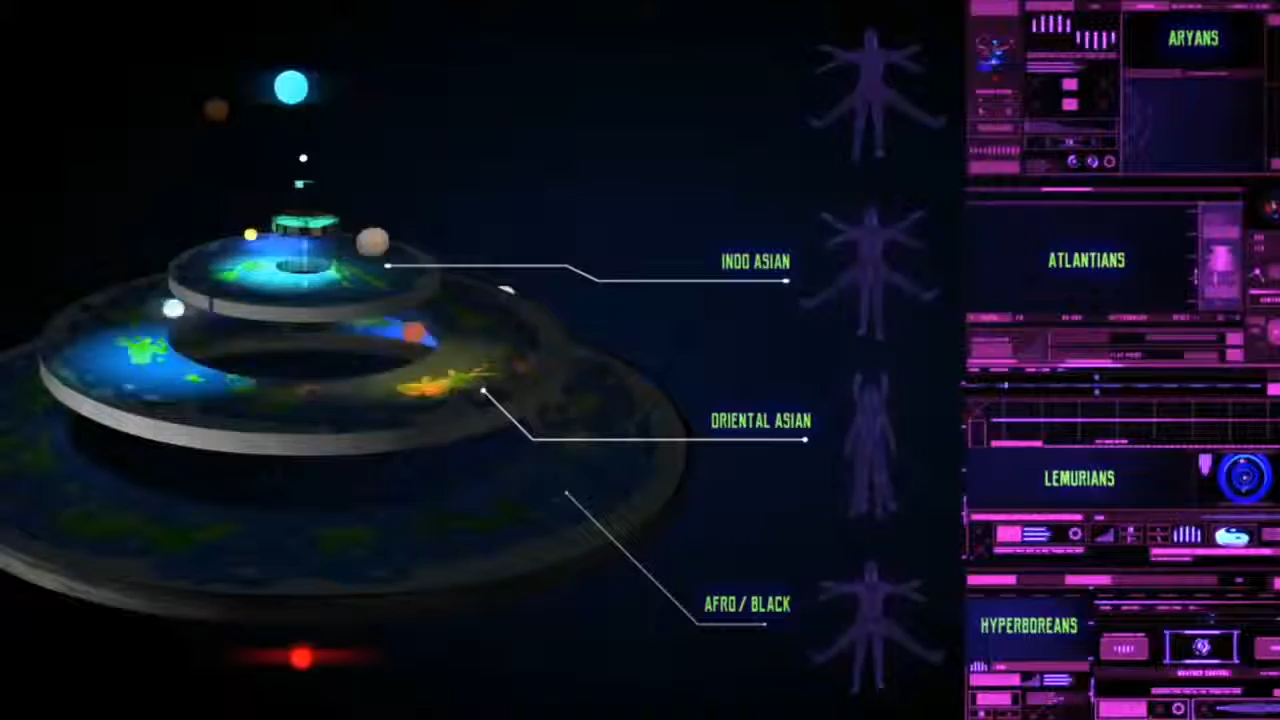 ARYANS
INDO ASIAN
ATLANTIANS
ORIENTAL ASIAN
LEMURIANS
AFRO / BLACK
HYPERBOREANS